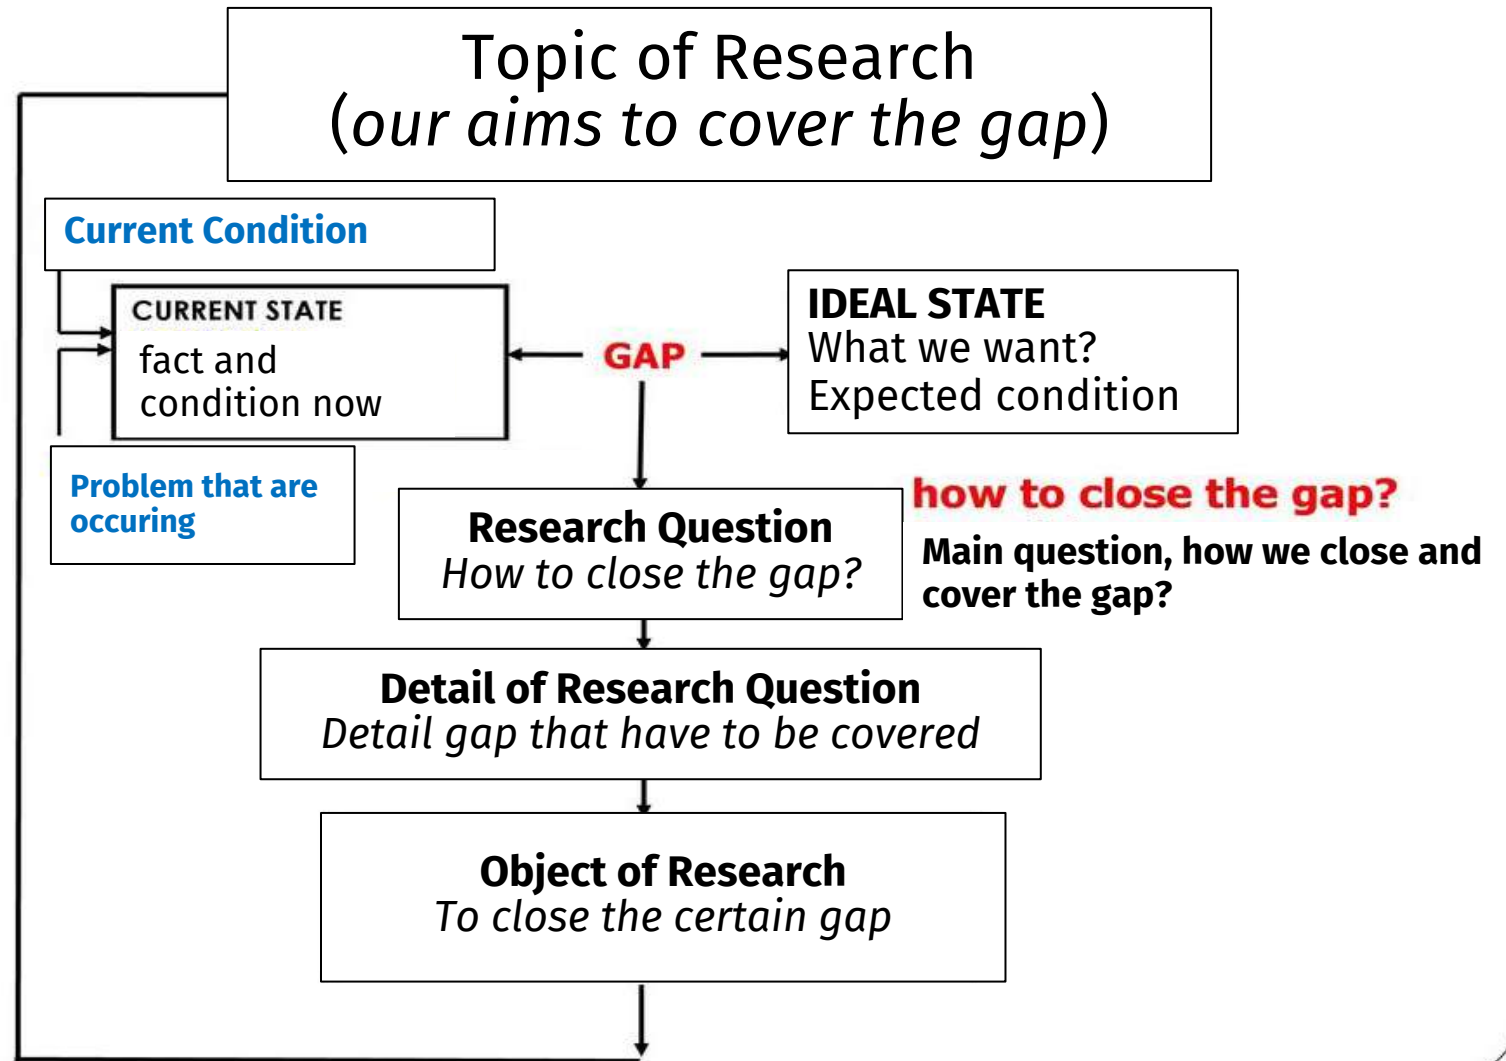 Topic of Research
(our aims to cover the gap)
Current Condition
CURRENT STATE
fact and
condition now
GAP
IDEAL STATE
What we want?
Expected condition
Problem that are
occuring
Research Question
How to close the gap?
how to close the gap?
Main question, how we close and
cover the gap?
Detail of Research Question
Detail gap that have to be covered
Object of Research
To close the certain gap